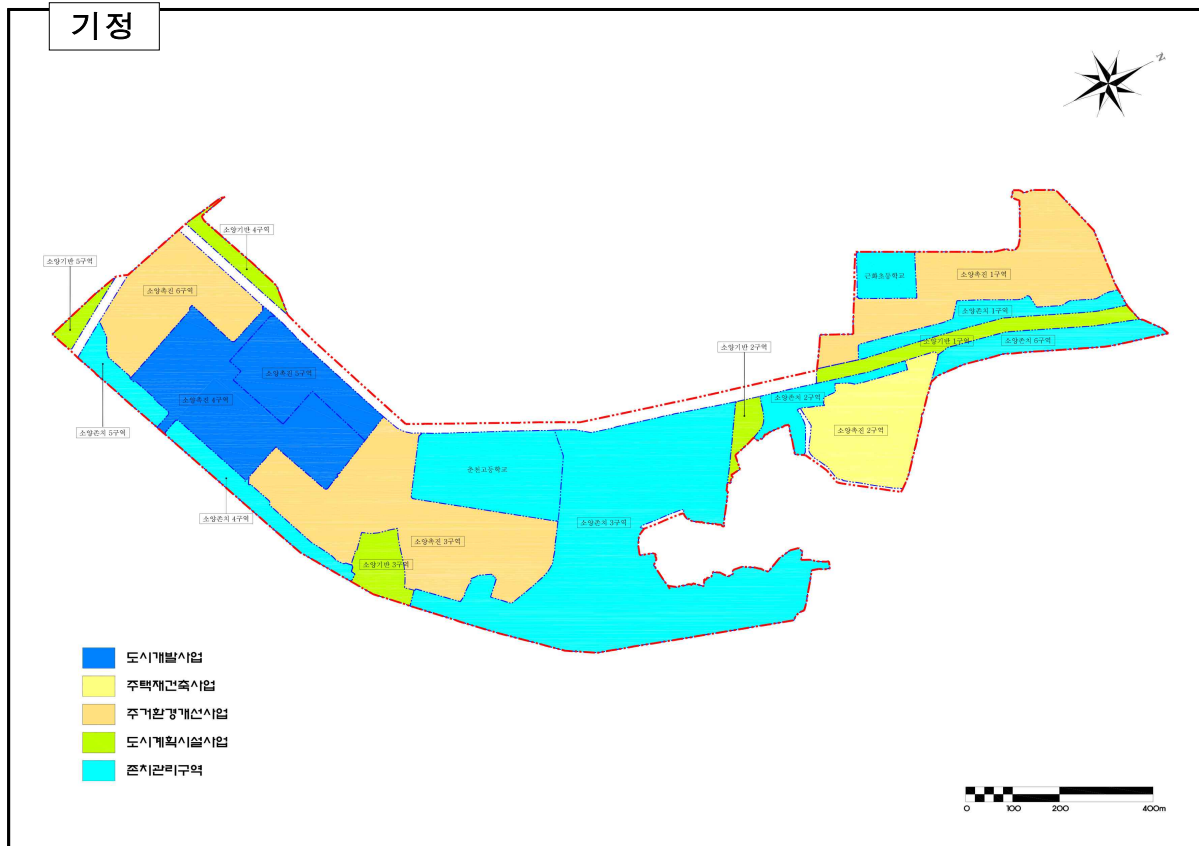 기정
Z
소양기반 4구역
소양기반 5구역
소양촉진 6구역
근화초등학교
소양촉진 1구역
소양존치 1구역
소양기반 1구역
소양존치 6구역
소양기반 2구역
소양촉진 5구역
소양촉진 4구역
소양존치 2구역
소양존치 5구역
소양촉진 2구역
춘천고등학교
소양존치 4구역
소양존치 3구역
소양촉진 3구역
소양기반 3구역
도시개발사업
주택재건축사업
주거환경개선사업
도시계획시설사업
존치관리구역
0 100 200 400m